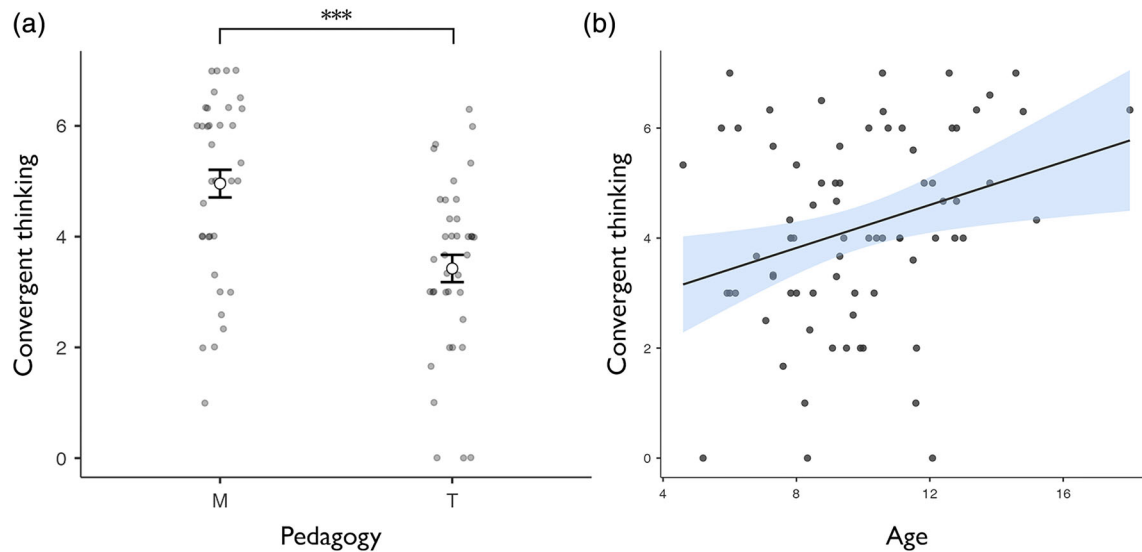 (a)
***
Convergent thinking
6
4
2
0
M T
Pedagogy
(b)
Convergent thinking
6
4
2
0
4 8 12 16
Age